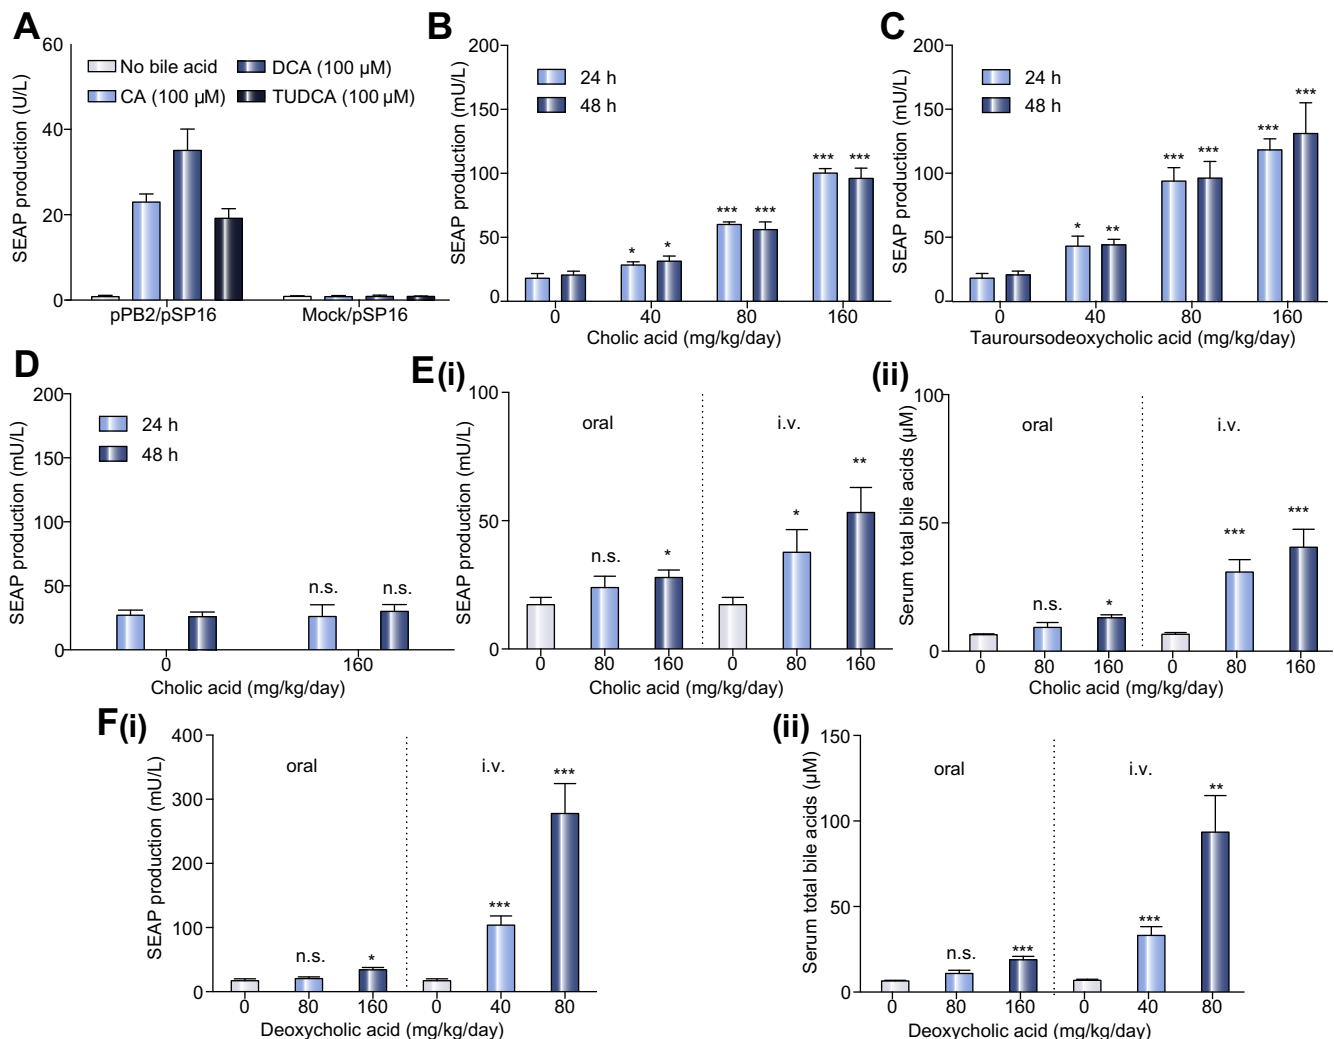 A
SEAP production (U/L)
60
40
20
0
No bile acid
DCA (100 µM)
CA (100 µM)
TUDCA (100 µM)
pPB2/pSP16
Mock/pSP16
B
SEAP production (mU/L)
200
150
100
50
0
24 h
48 h
* *
*** ***
*** ***
0 40 80 160
Cholic acid (mg/kg/day)
C
SEAP production (mU/L)
200
150
100
50
0
24 h
48 h
* **
*** ***
*** ***
0 40 80 160
Tauroursodeoxycholic acid (mg/kg/day)
D
SEAP production (mU/L)
200
150
100
50
0
24 h
48 h
n.s. n.s.
0 160
Cholic acid (mg/kg/day)
E (i)
SEAP production (mU/L)
100
50
0
oral i.v.
n.s. * * **
0 80 160 0 80 160
Cholic acid (mg/kg/day)
(ii)
Serum total bile acids (µM)
100
50
0
oral i.v.
n.s. * *** ***
0 80 160 0 80 160
Cholic acid (mg/kg/day)
F (i)
SEAP production (mU/L)
400
300
200
100
0
oral i.v.
n.s. * *** ***
0 80 160 0 40 80
Deoxycholic acid (mg/kg/day)
(ii)
Serum total bile acids (µM)
150
100
50
0
oral i.v.
n.s. *** *** **
0 80 160 0 40 80
Deoxycholic acid (mg/kg/day)